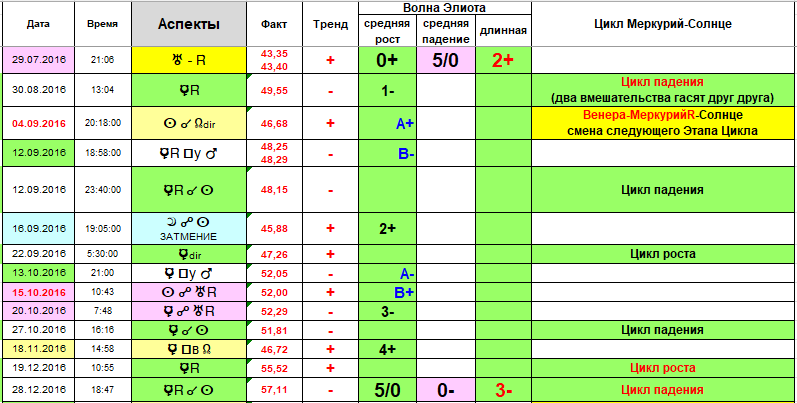 Волна Элиота
Дата Время Аспекты Факт Тренд средняя рост средняя падение длинная Цикл Меркурий-Солнце
29.07.2016 21:06 ♅ - R 43,35 43,40 + 0+ 5/0 2+
30.08.2016 13:04 ☿R 49,55 - 1- Цикл падения
(два вмешательства гасят друг друга)
04.09.2016 20:18:00 ☉ ☌ ☊dir 46,68 + A+ Венера-МеркурийR-Солнце
смена следующего Этапа Цикла
12.09.2016 18:58:00 ☿R □у ♂ 48,25 48,29 - B-
12.09.2016 23:40:00 ☿R ☌ ☉ 48,15 - Цикл падения
16.09.2016 19:05:00 ☽ ☍ ☉ 45,88 + 2+
ЗАТМЕНИЕ
22.09.2016 5:30:00 ☿dir 47,26 + Цикл роста
13.10.2016 21:00 ☿ □у ♂ 52,05 - A-
15.10.2016 10:43 ☉ ☍ ♅R 52,00 + B+
20.10.2016 7:48 ☿ ☍ ♅R 52,29 - 3-
27.10.2016 16:16 ☿ ☌ ☉ 51,81 - Цикл падения
18.11.2016 14:58 ☿ □в ☊ 46,72 + 4+
19.12.2016 10:55 ☿R 55,52 + Цикл роста
28.12.2016 18:47 ☿R ☌ ☉ 57,11 - 5/0 0- 3- Цикл падения